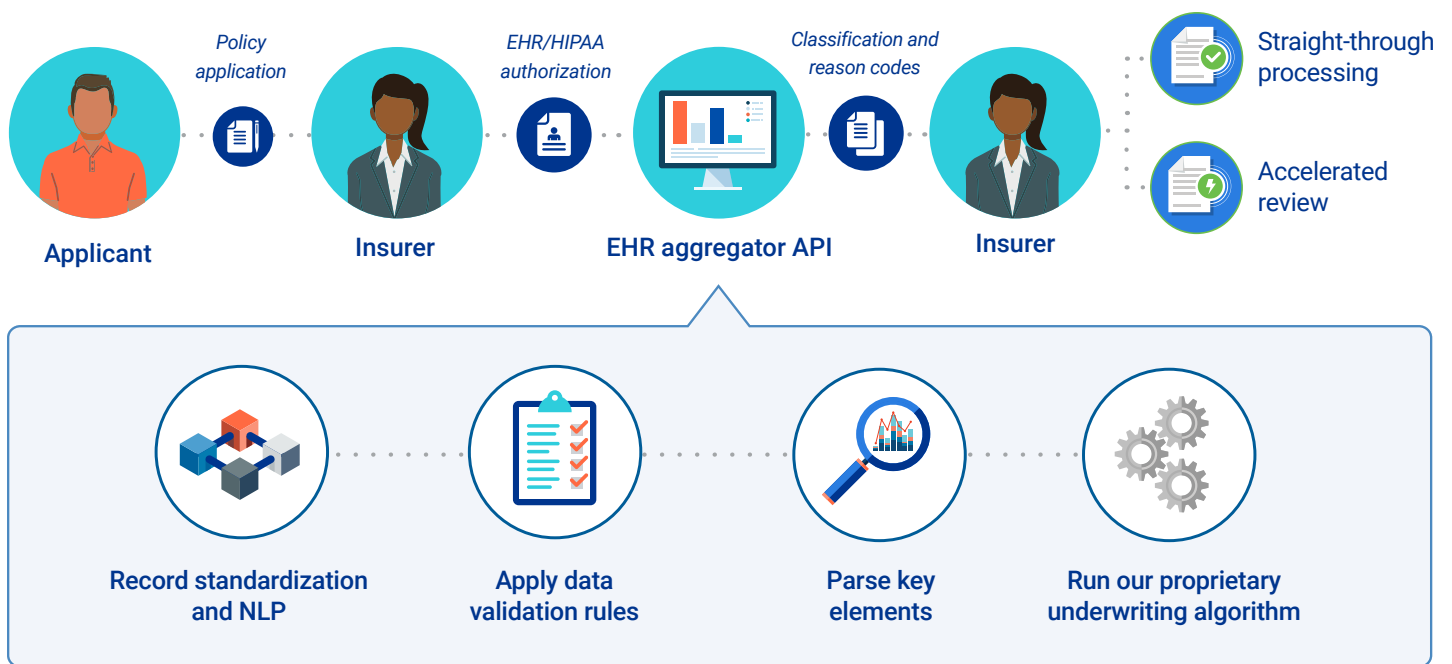 Policy
application
EHR/HIPAA
authorization
Classification and
reason codes
Straight-through
processing
Accelerated
review
Applicant
Insurer
EHR aggregator API
Insurer
Record standardization
and NLP
Apply data
validation rules
Parse key
elements
Run our proprietary
underwriting algorithm